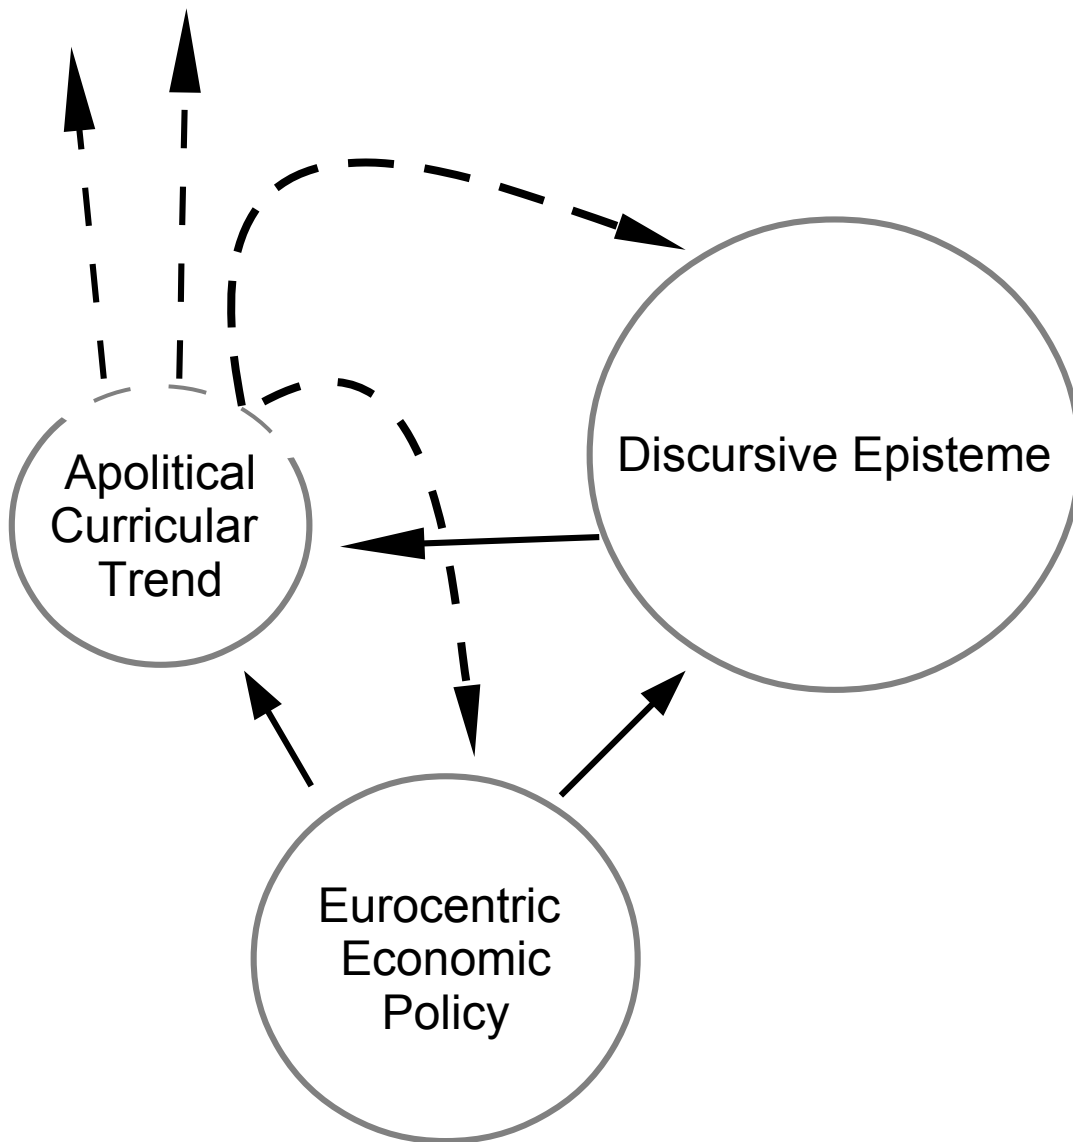 Discursive Episteme
Apolitical
Curricular
Trend
Eurocentric
Economic
Policy